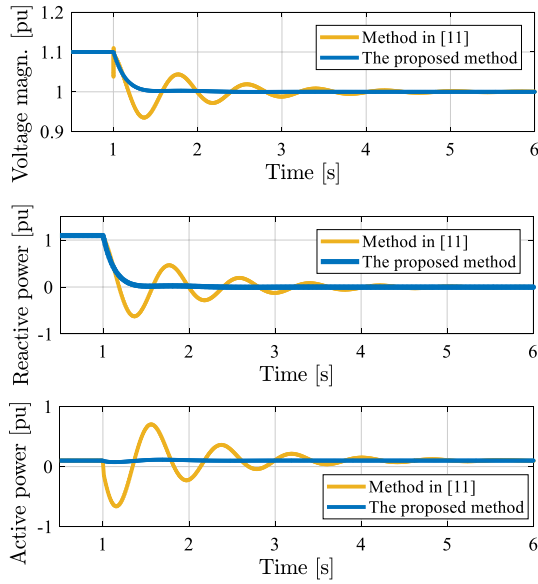 Voltage magn. [pu]
1.2
1.1
1
0.9
Method in [11]
The proposed method
1 2 3 4 5 6
Time [s]
Reactive power [pu]
1
0
-1
Method in [11]
The proposed method
1 2 3 4 5 6
Time [s]
Active power [pu]
1
0
-1
Method in [11]
The proposed method
1 2 3 4 5 6
Time [s]